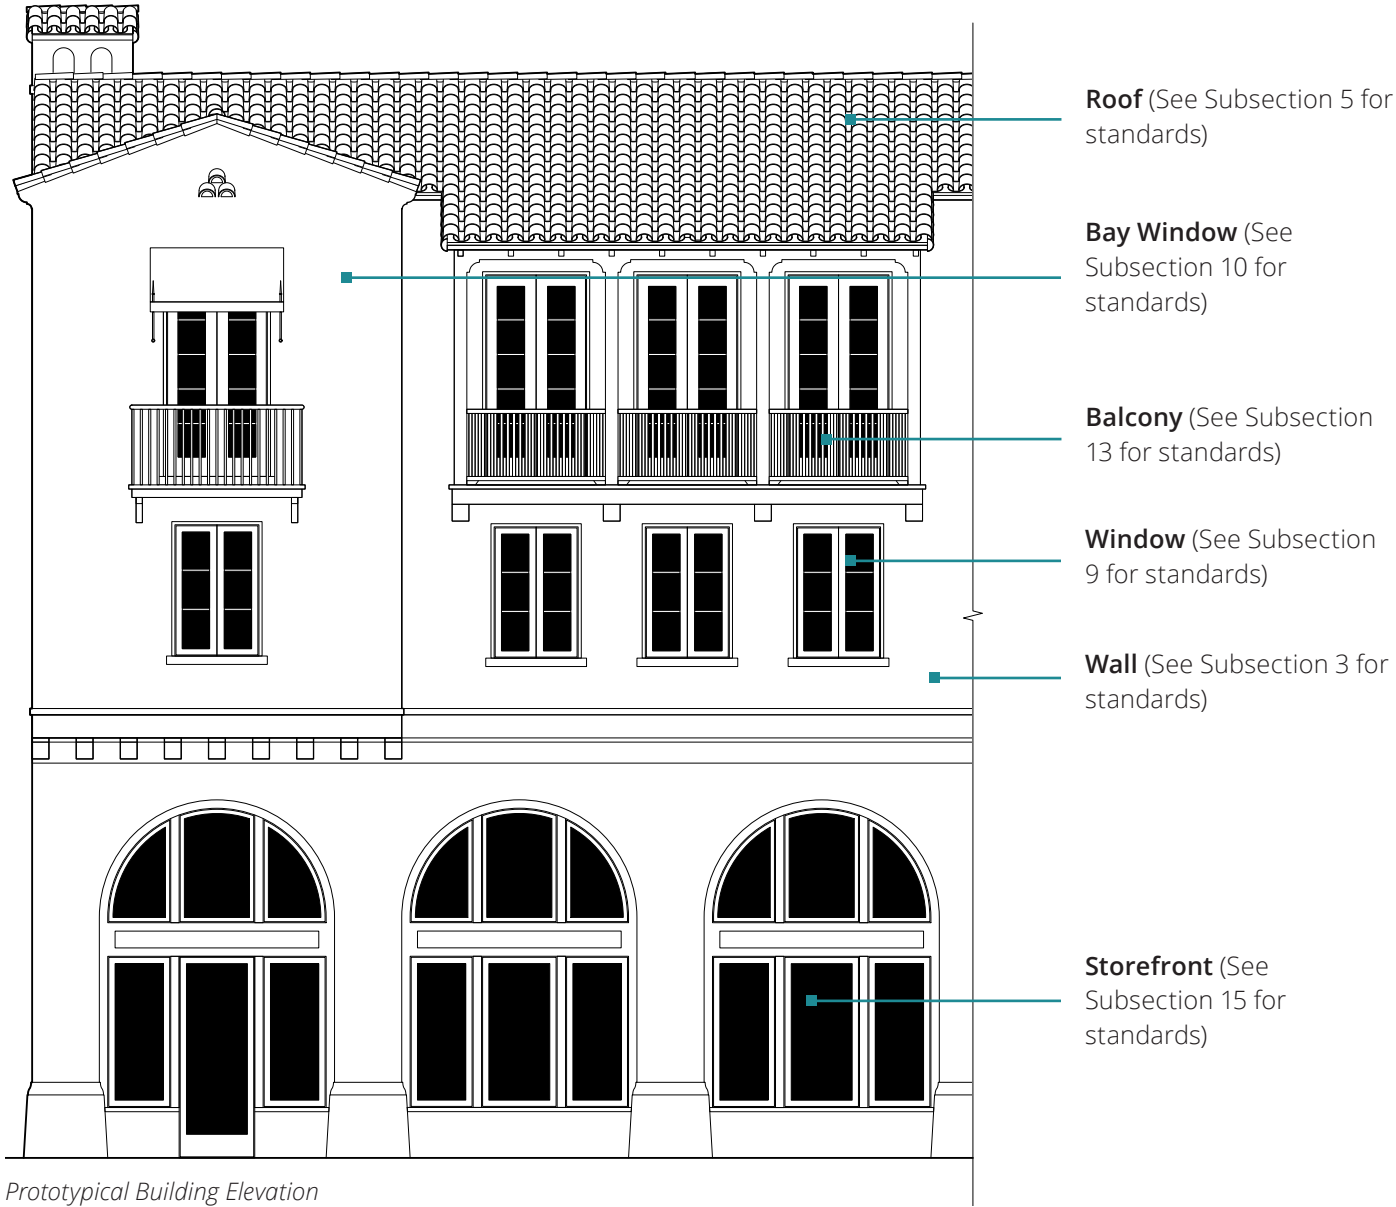 Roof (See Subsection 5 for
standards)
Bay Window (See
Subsection 10 for
standards)
Balcony (See Subsection
13 for standards)
Window (See Subsection
9 for standards)
Wall (See Subsection 3 for
standards)
Storefront (See
Subsection 15 for
standards)
Prototypical Building Elevation